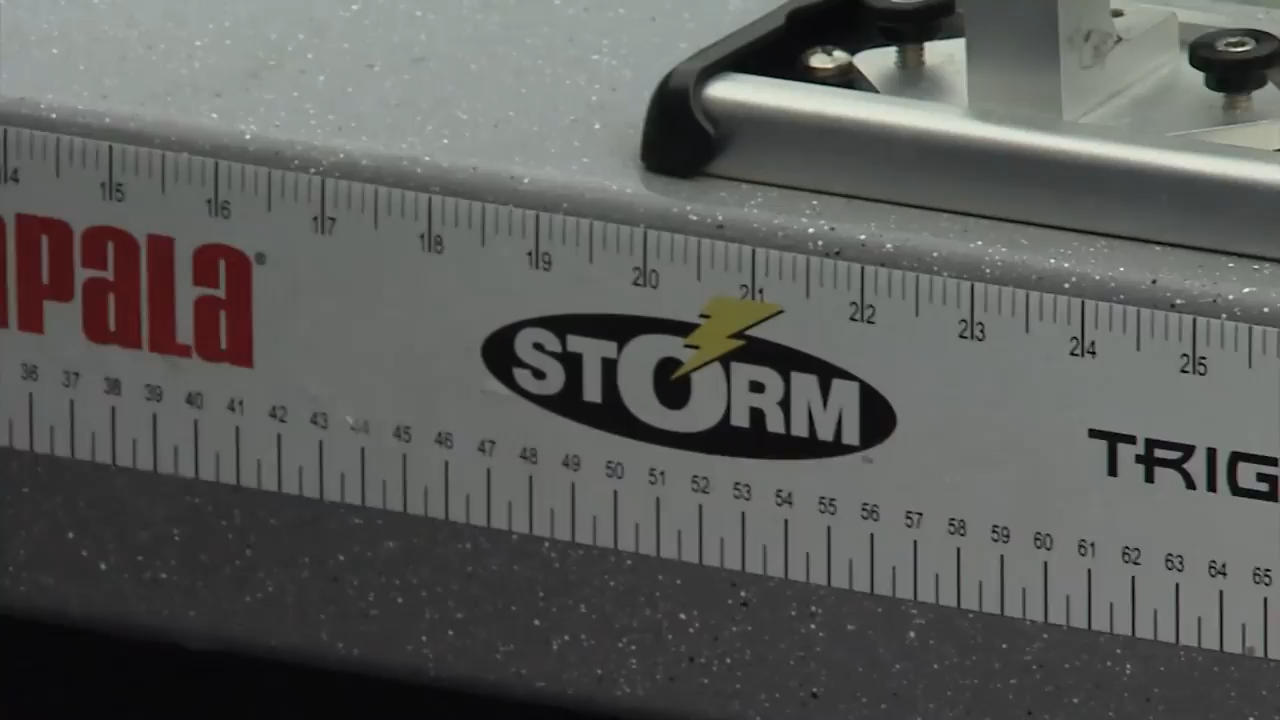 14 15 16 17 18 19 20 21 22 23 24 25
APALA®
STORM™
TRIG
36 37 38 39 40 41 42 43 44 45 46 47 48 49 50 51 52 53 54 55 56 57 58 59 60 61 62 63 64 65